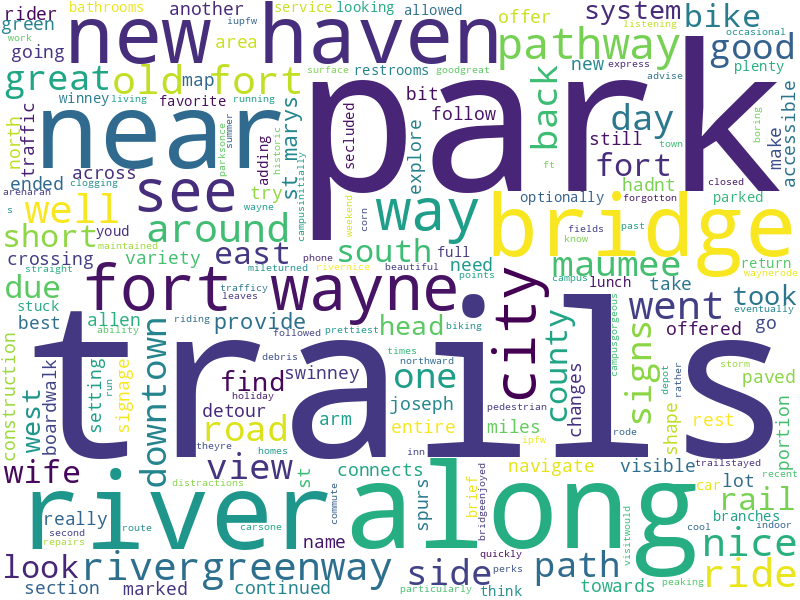 rider bathrooms another service looking allowed system bike
green going new haven iupfw area offer pathway occasional listening good
great old fort map restrooms surface goodgreat new express plenty
winney living favorite running bit back advise work
north traffic near st marys secluded park follow day town boring make accessible
adding summer historic parksonce explore still fort
across see try hadnt ft closed
ended clogging arenaran campusinitially optionally forgotton parked
well wayne weekend corn way bridge
s youd short around variety phone full fields know past
crossing maintained east south need maumee return
straight mileturned rivernice beautiful campus lunch take waynerode
due fort wayne leaves trafficy points city went took eventually
stuck best allen ability riding followed prettiest biking head offered go
provide trails times county signs campusgorgeous depot storm
construction west boardwalk setting run signage downtown debris northward one changes rather paved
find swinney holiday joseph pedestrian miles shape rest portion
detour arm entire inn ipfw rode
road theyre homes navigate visible trailstayed
wife view st connects spurs brief car lot recent
distractions river along bridgeenjoyed visitwould rail
really second repairs route carsone commute name cool branches indoor
look rivergreenway side quickly perks path towards nice
section marked continued particularly think peaking ride